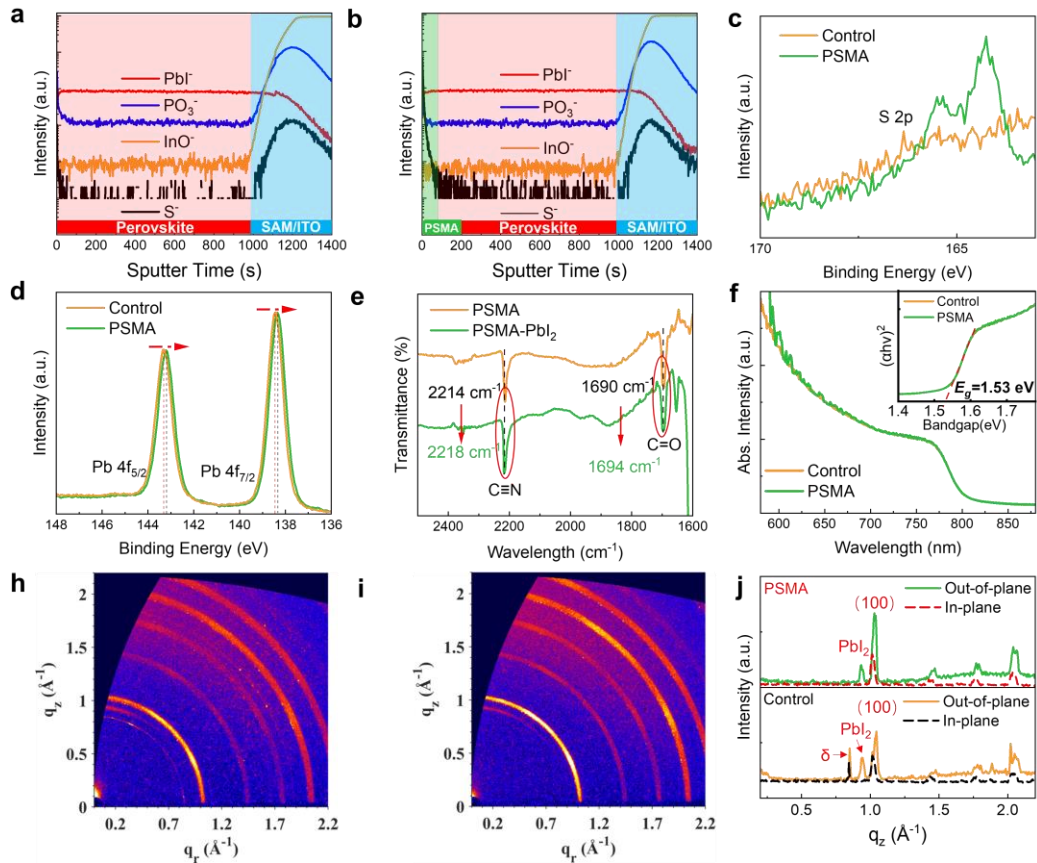 a
Intensity (a.u.)
PbI⁻
PO₃⁻
InO⁻
S⁻
Perovskite
SAM/ITO
0 200 400 600 800 1000 1200 1400
Sputter Time (s)
b
Intensity (a.u.)
PbI⁻
PO₃⁻
InO⁻
S⁻
PSMA
Perovskite
SAM/ITO
0 200 400 600 800 1000 1200 1400
Sputter Time (s)
c
Intensity (a.u.)
Control
PSMA
S 2p
170 165
Binding Energy (eV)
d
Intensity (a.u.)
Control
PSMA
Pb 4f5/2
Pb 4f7/2
148 146 144 142 140 138 136
Binding Energy (eV)
e
Transmittance (%)
PSMA
PSMA-PbI₂
2214 cm⁻¹
1690 cm⁻¹
2218 cm⁻¹
1694 cm⁻¹
C≡N
C=O
2400 2200 2000 1800 1600
Wavelength (cm⁻¹)
f
Abs. Intensity (a.u.)
Control
PSMA
(dhv)²
Control
PSMA
Eg=1.53 eV
1.4 1.5 1.6 1.7
Bandgap(eV)
600 650 700 750 800 850
Wavelength (nm)
h
qz (Å⁻¹)
2
1.5
1
0.5
0
0.2 0.7 1.2 1.7 2.2
qr (Å⁻¹)
i
qz (Å⁻¹)
2
1.5
1
0.5
0
0.2 0.7 1.2 1.7 2.2
qr (Å⁻¹)
j
Intensity (a.u.)
PSMA
(100)
PbI₂
Out-of-plane
In-plane
Control
(100)
PbI₂
δ
Out-of-plane
In-plane
0.5 1.0 1.5 2.0
qz (Å⁻¹)